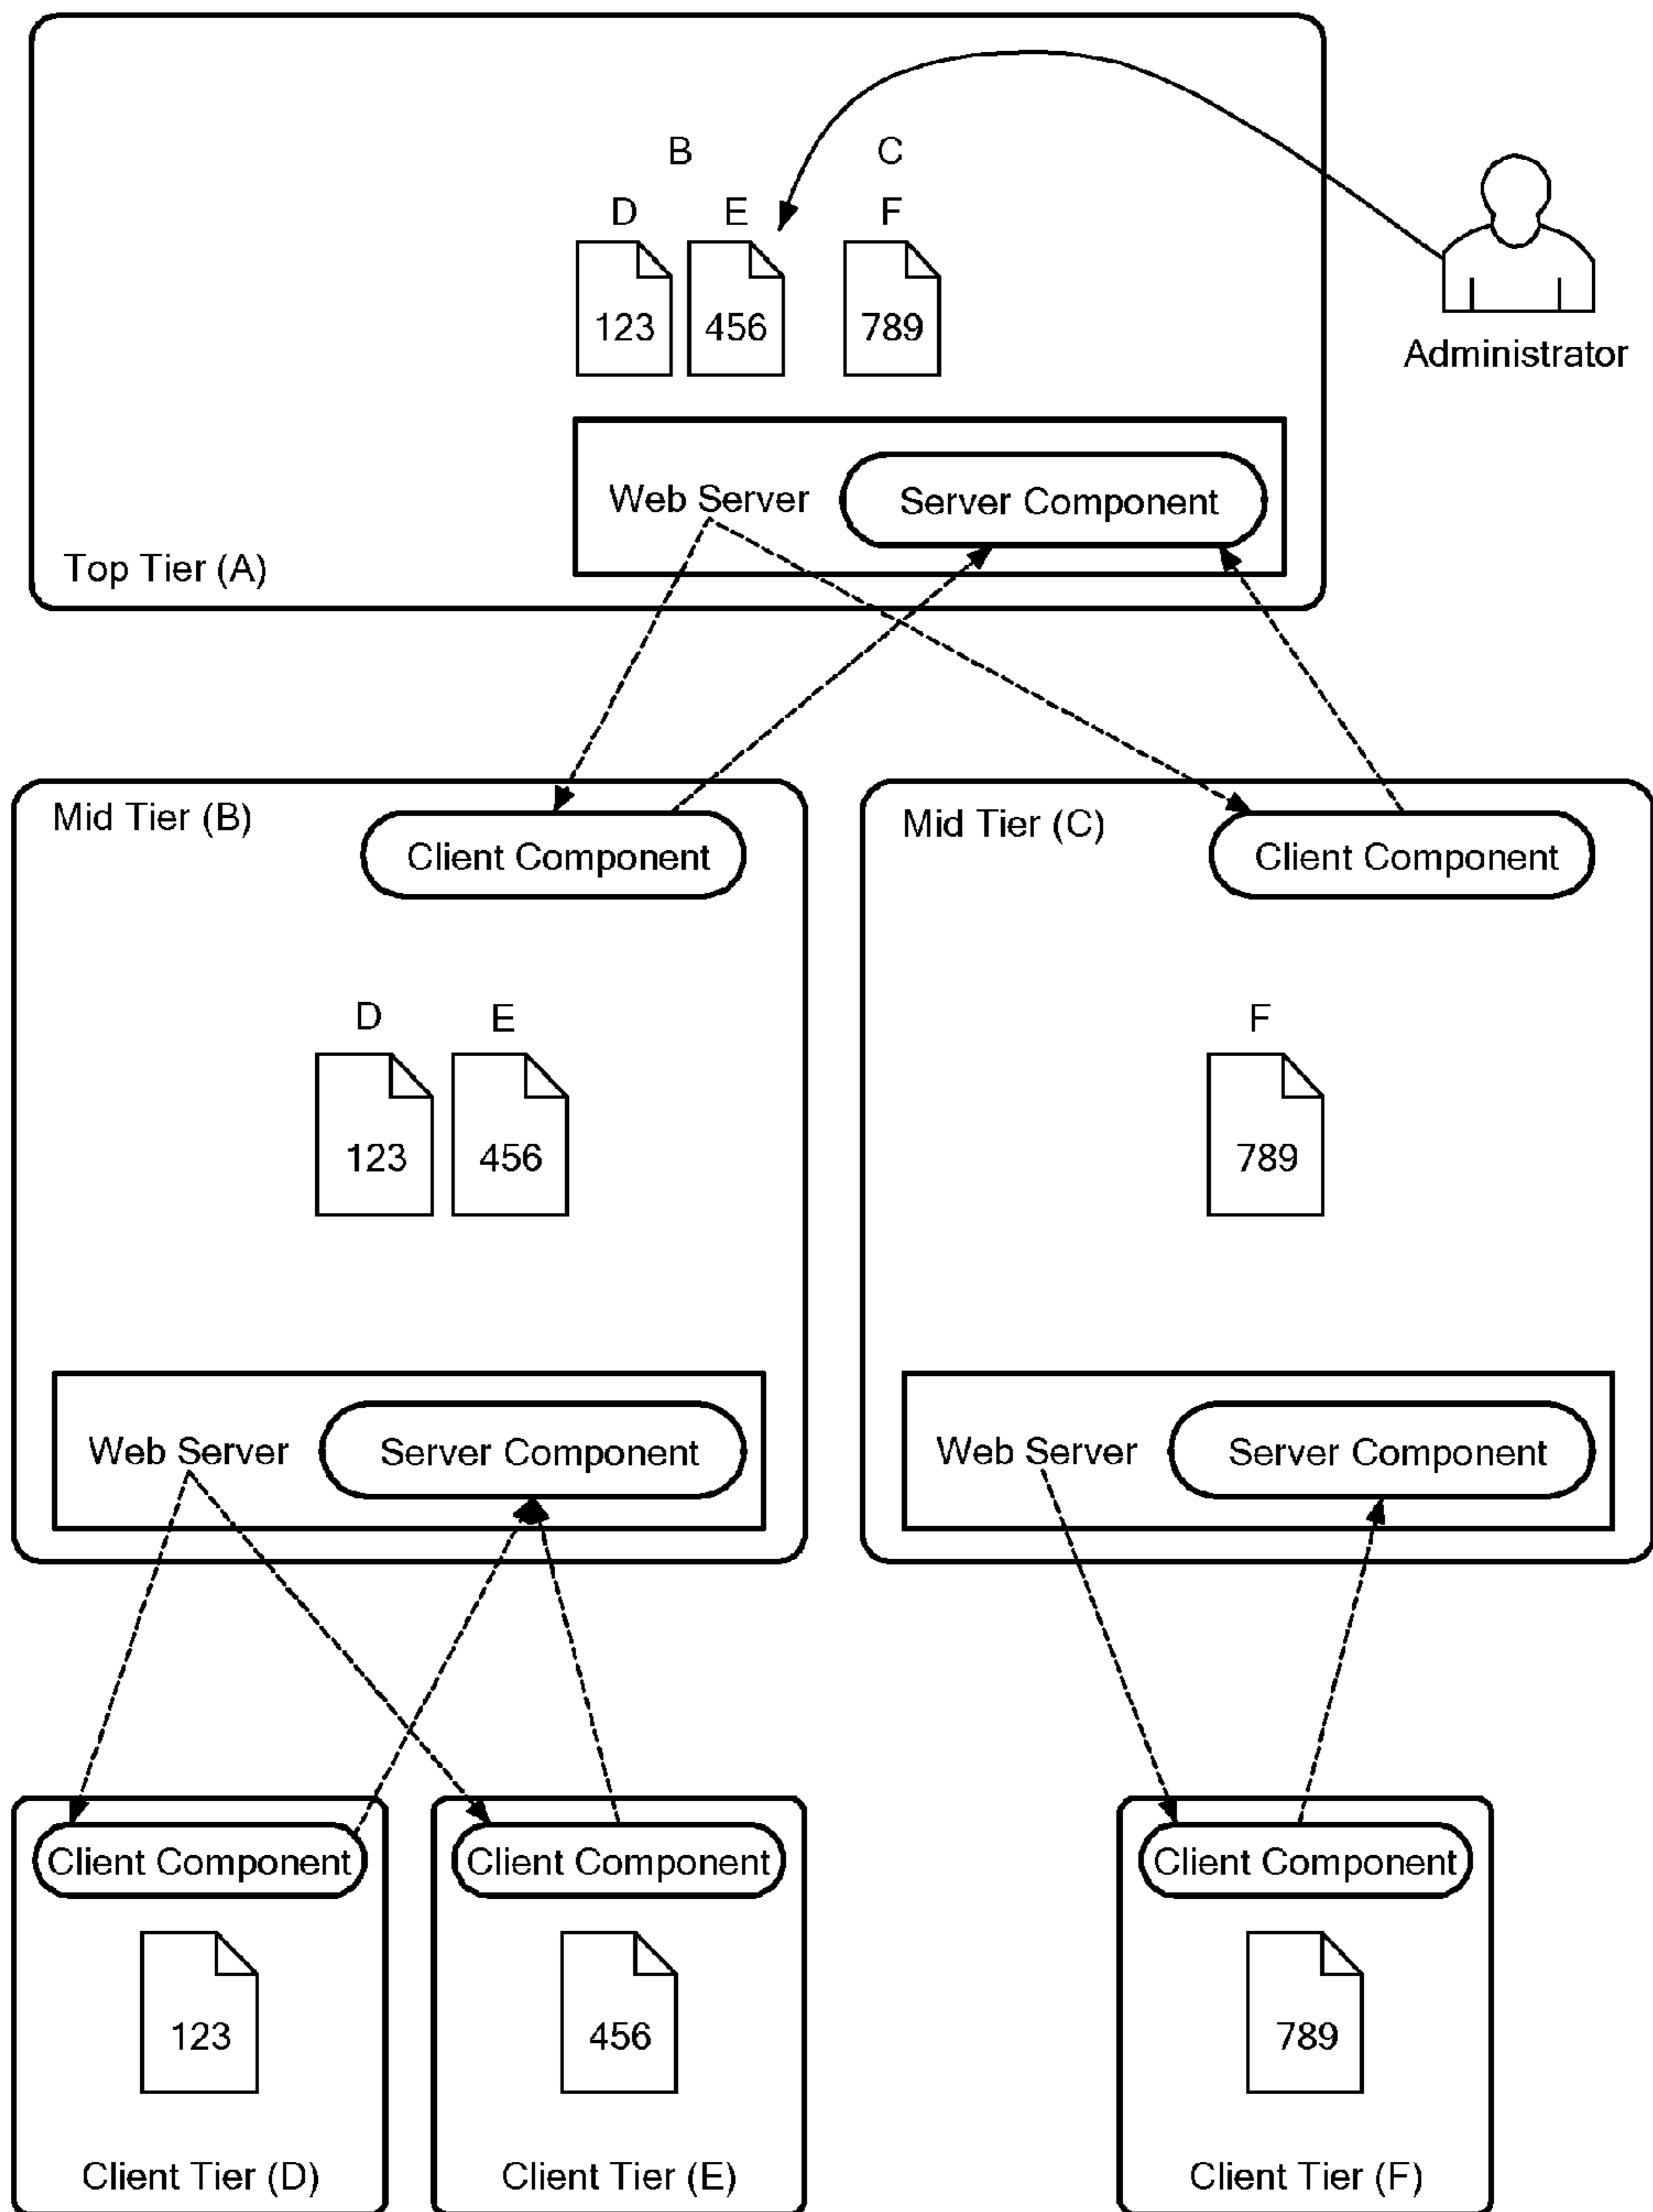 B
C
D
E
F
123
456
789
Administrator
Web Server
Server Component
Top Tier (A)
Mid Tier (B)
Client Component
Mid Tier (C)
Client Component
D
E
F
123
456
789
Web Server
Server Component
Web Server
Server Component
Client Component
Client Component
Client Component
123
456
789
Client Tier (D)
Client Tier (E)
Client Tier (F)